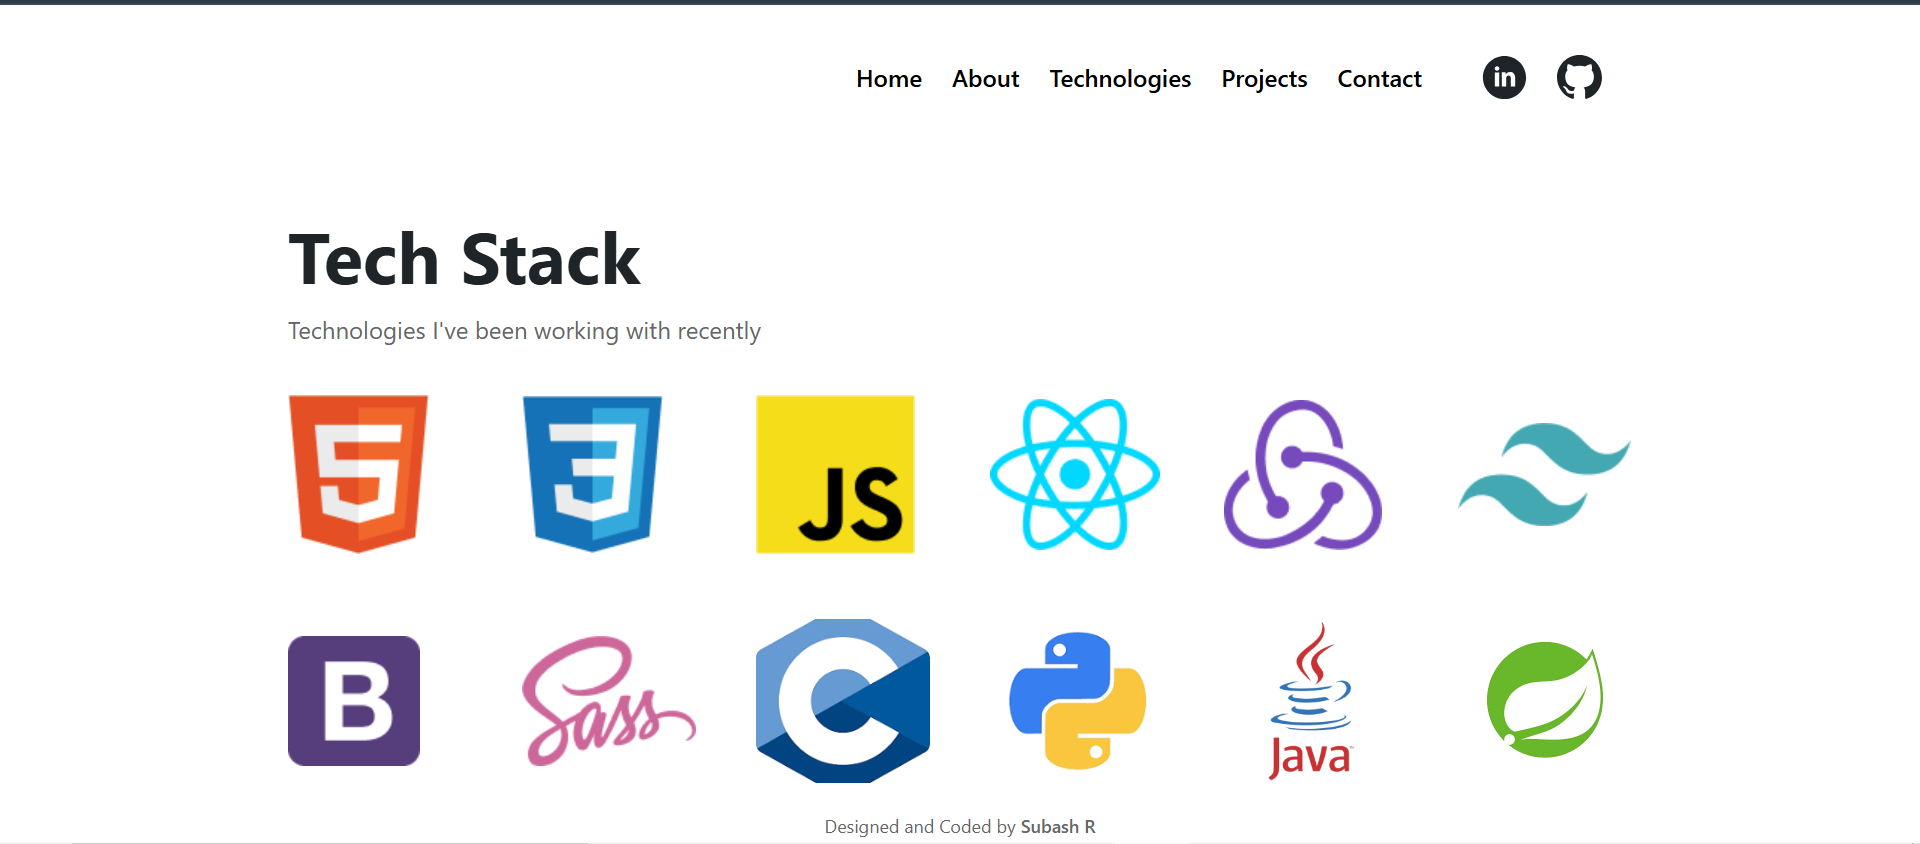 Home About Technologies Projects Contact in
Tech Stack
Technologies I've been working with recently
5 3 JS
B Sass C Java
Designed and Coded by Subash R